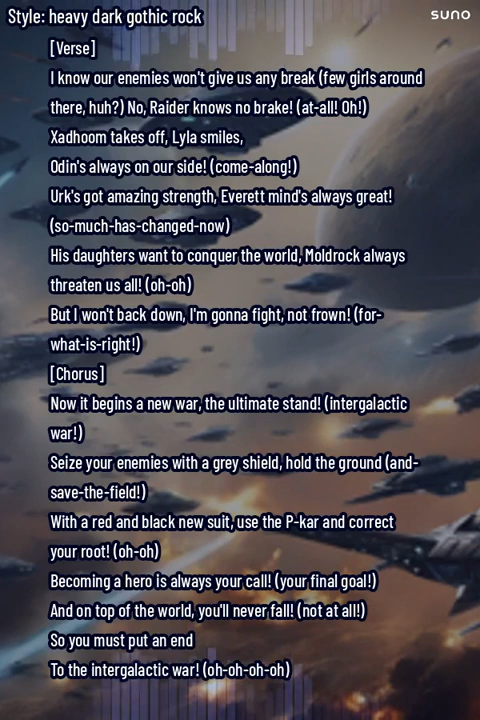 Style: heavy dark gothic rock
suno
[Verse]
I know our enemies won't give us any break (few girls around
there, huh?) No, Raider knows no brake! (at-all! Oh!)
Xadhoom takes off, Lyla smiles,
Odin's always on our side! (come-along!)
Urk's got amazing strength, Everett mind's always great!
(so-much-has-changed-now)
His daughters want to conquer the world, Moldrock always
threaten us all! (oh-oh)
But I won't back down, I'm gonna fight, not frown! (for-
what-is-right!)
[Chorus]
Now it begins a new war, the ultimate stand! (intergalactic
war!)
Seize your enemies with a grey shield, hold the ground (and-
save-the-field!)
With a red and black new suit, use the P-kar and correct
your root! (oh-oh)
Becoming a hero is always your call! (your final goal!)
And on top of the world, you'll never fall! (not at all!)
So you must put an end
To the intergalactic war! (oh-oh-oh-oh)